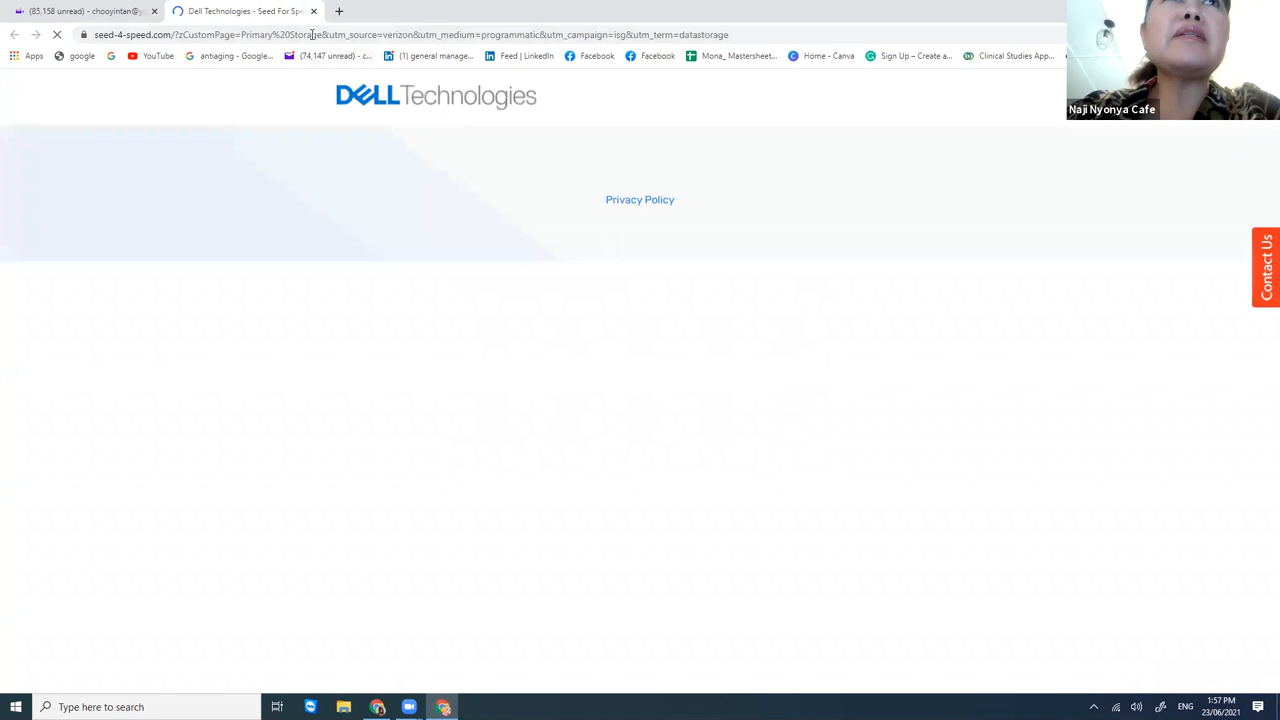 (85,158 unread) - chooyintan@
Dell Technologies - Seed For Spe
seed-4-speed.com/?zCustomPage=Primary%20Storage&utm_source=verizon&utm_medium=programmatic&utm_campaign=isg&utm_term=datastorage
Apps google antiaging - Google... YouTube (74,147 unread) - c... (1) general manage... Feed | LinkedIn Facebook Facebook Mona_ Mastersheet... Home - Canva Sign Up – Create a... Clinical Studies App...
DELLTechnologies
Naji Nyonya Cafe
Privacy Policy
Contact Us
Type here to search
ENG
1:57 PM
23/06/2021